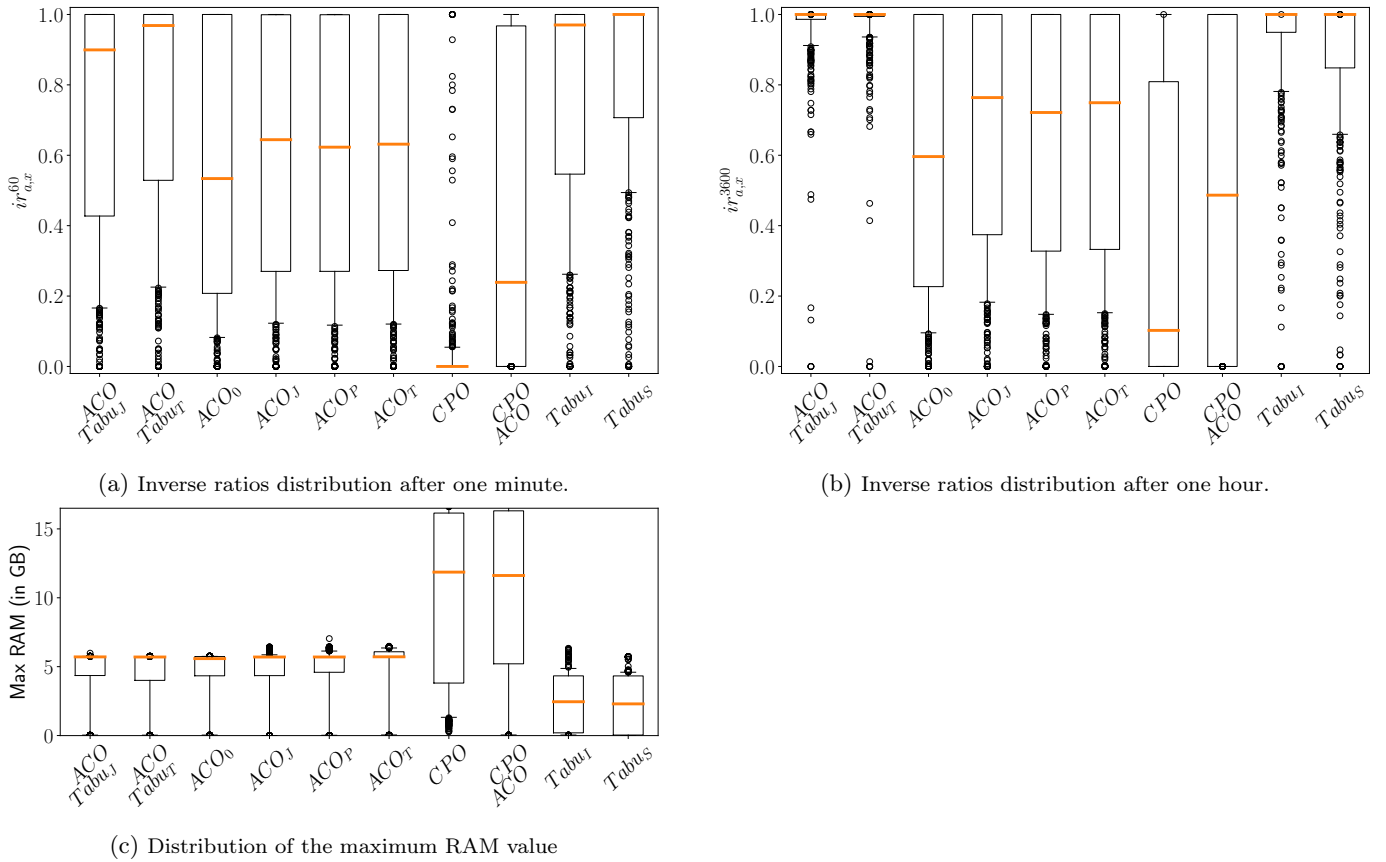 1.0
0.8
0.6
0.4
0.2
0.0
ir^{60}_{a,x}
ACO Tabu_J
ACO Tabu_T
ACO_0
ACO_J
ACO_P
ACO_T
CPO
CPO ACO
Tabu_I
Tabu_S
(a) Inverse ratios distribution after one minute.
1.0
0.8
0.6
0.4
0.2
0.0
ir^{3600}_{a,x}
ACO Tabu_J
ACO Tabu_T
ACO_0
ACO_J
ACO_P
ACO_T
CPO
CPO ACO
Tabu_I
Tabu_S
(b) Inverse ratios distribution after one hour.
15
10
5
0
Max RAM (in GB)
ACO Tabu_J
ACO Tabu_T
ACO_0
ACO_J
ACO_P
ACO_T
CPO
CPO ACO
Tabu_I
Tabu_S
(c) Distribution of the maximum RAM value